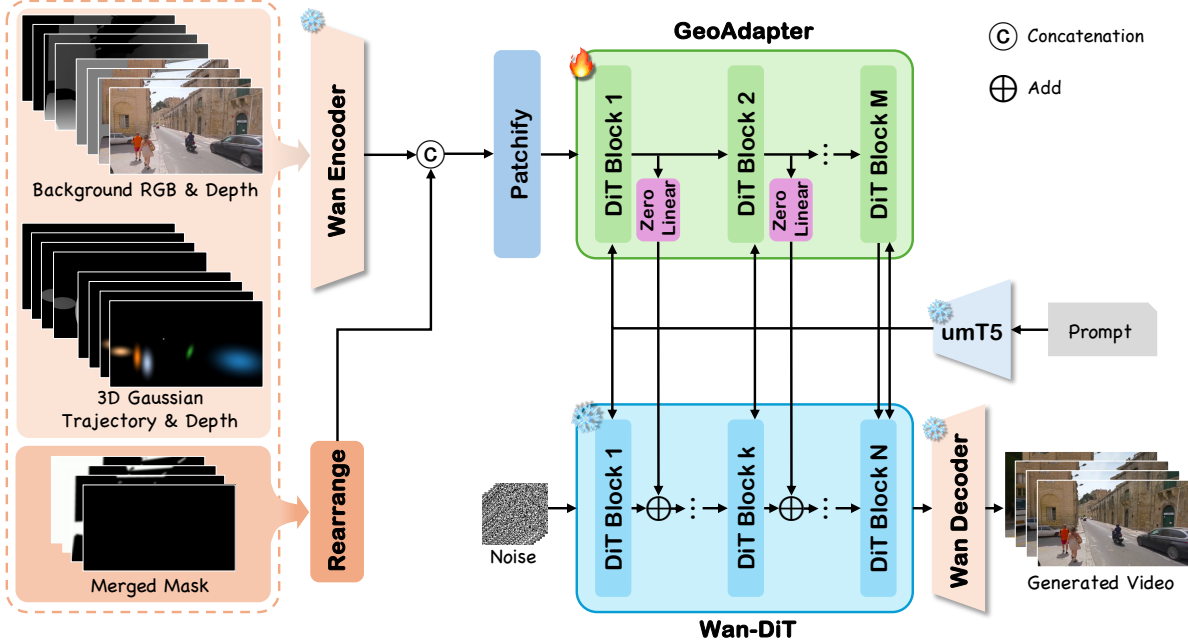 GeoAdapter
C Concatenation
Add
Background RGB & Depth
Wan Encoder
C
Patchify
DiT Block 1
Zero
Linear
DiT Block 2
Zero
Linear
DiT Block M
3D Gaussian
Trajectory & Depth
umT5
Prompt
Merged Mask
Rearrange
Noise
DiT Block 1
DiT Block k
DiT Block N
Wan Decoder
Generated Video
Wan-DiT